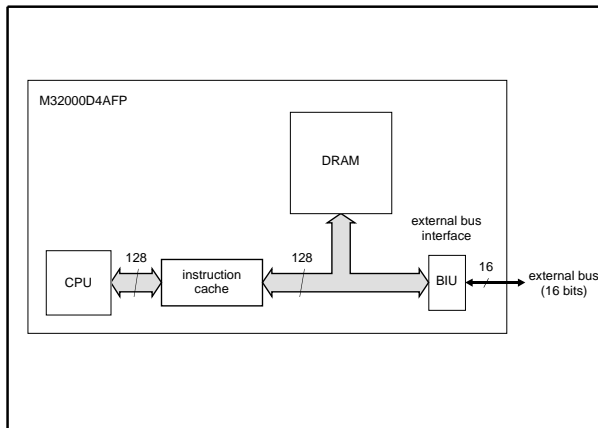 M32000D4AFP
DRAM
external bus
interface
128
128
16
CPU
instruction
cache
BIU
external bus
(16 bits)